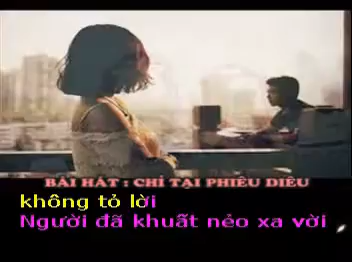 BÀI HÁT : CHỈ TẠI PHIÊU DIÊU
không tỏ lời
Người đã khuất nẻo xa vời